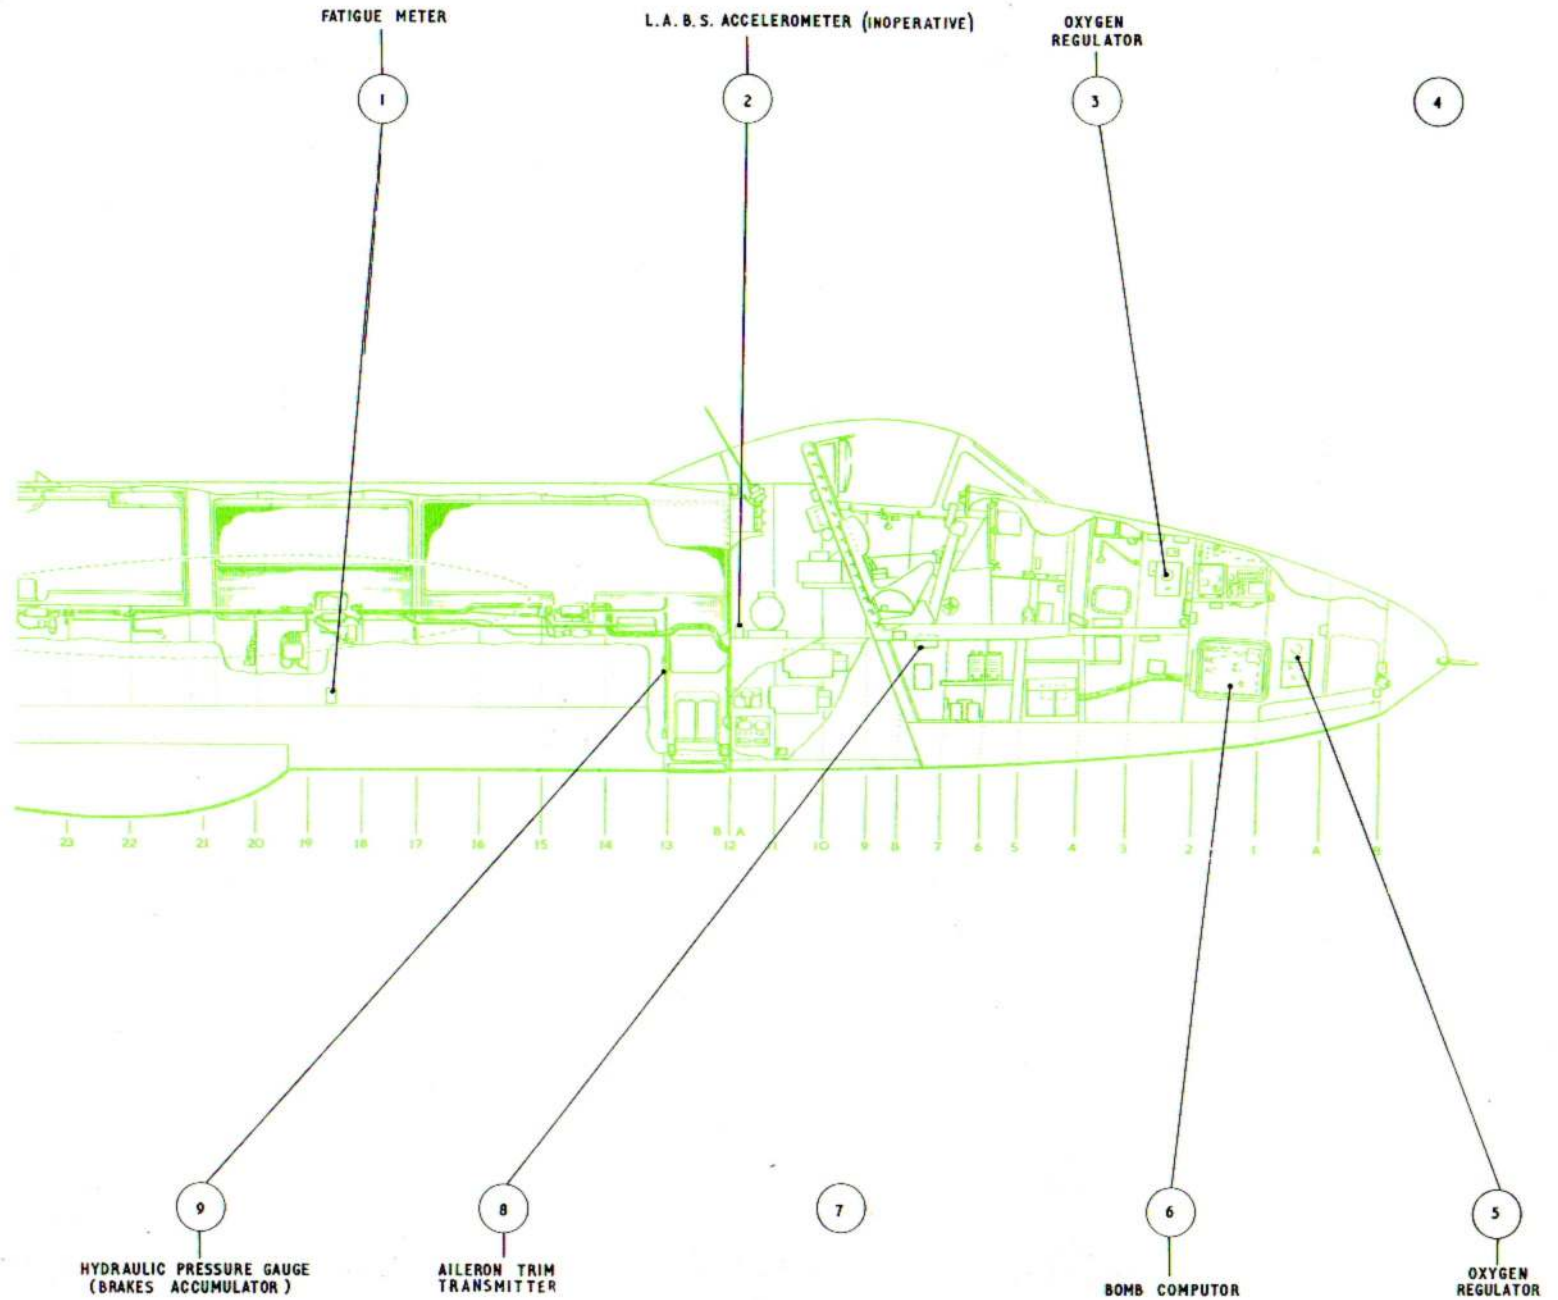 FATIGUE METER
L.A.B.S. ACCELEROMETER (INOPERATIVE)
OXYGEN
REGULATOR
1
2
3
4
B A
23 22 21 20 19 18 17 16 15 14 13 12 11 10 9 8 7 6 5 4 3 2 1 A B
9
8
7
6
5
HYDRAULIC PRESSURE GAUGE
(BRAKES ACCUMULATOR)
AILERON TRIM
TRANSMITTER
BOMB COMPUTOR
OXYGEN
REGULATOR